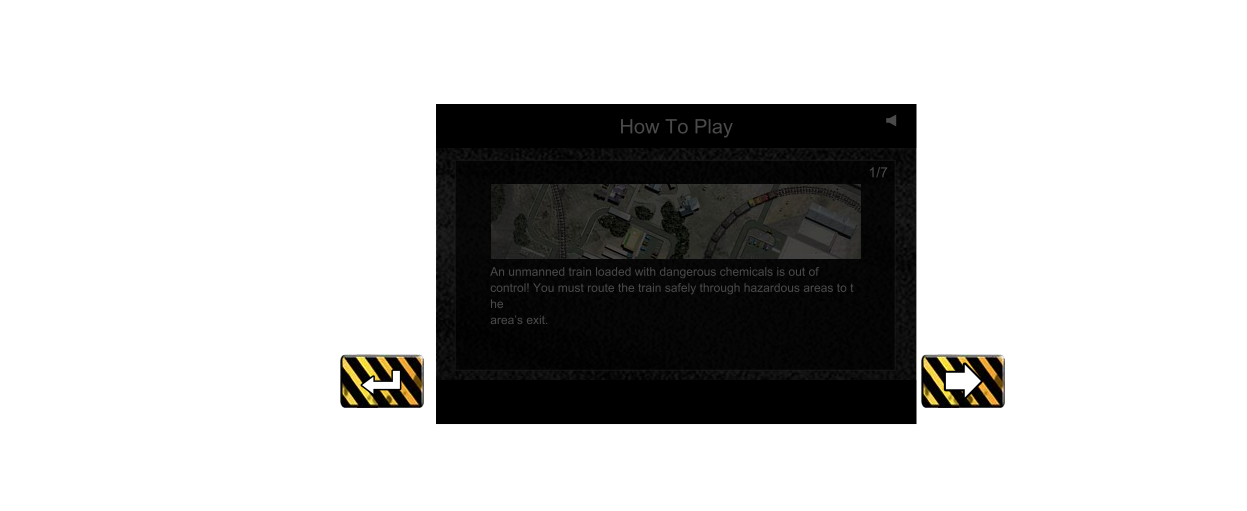 How To Play
1/7
An unmanned train loaded with dangerous chemicals is out of
control! You must route the train safely through hazardous areas to t
he
area's exit.